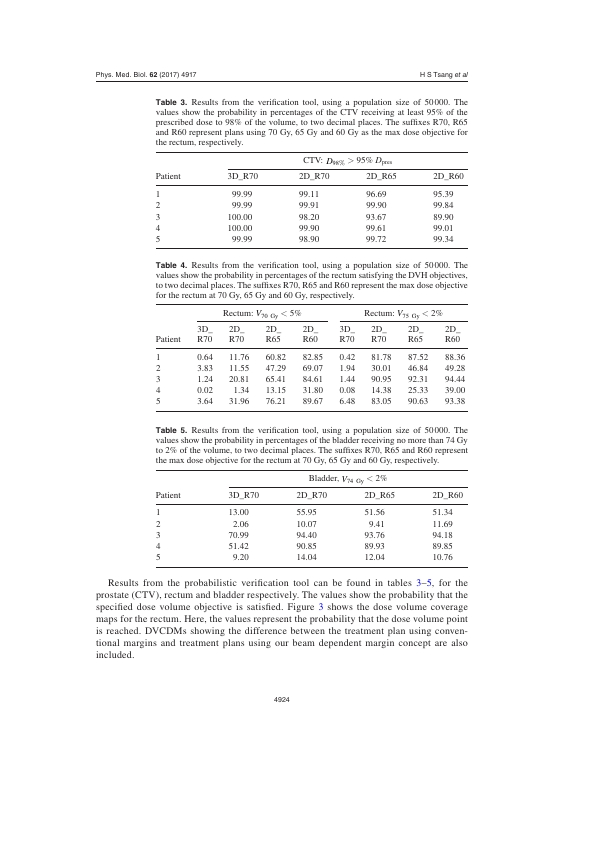 Phys. Med. Biol. 62 (2017) 4917
H S Tsang et al
Table 3. Results from the verification tool, using a population size of 50 000. The
values show the probability in percentages of the CTV receiving at least 95% of the
prescribed dose to 98% of the volume, to two decimal places. The suffixes R70, R65
and R60 represent plans using 70 Gy, 65 Gy and 60 Gy as the max dose objective for
the rectum, respectively.
CTV: D98% > 95% Dpres
Patient 3D_R70 2D_R70 2D_R65 2D_R60
1 99.99 99.11 96.69 95.39
2 99.99 99.91 99.90 99.84
3 100.00 98.20 93.67 89.90
4 100.00 99.90 99.61 99.01
5 99.99 98.90 99.72 99.34
Table 4. Results from the verification tool, using a population size of 50 000. The
values show the probability in percentages of the rectum satisfying the DVH objectives,
to two decimal places. The suffixes R70, R65 and R60 represent the max dose objective
for the rectum at 70 Gy, 65 Gy and 60 Gy, respectively.
Rectum: V70 Gy < 5% Rectum: V75 Gy < 2%
3D_ 2D_ 2D_ 2D_ 3D_ 2D_ 2D_ 2D_
Patient R70 R70 R65 R60 R70 R70 R65 R60
1 0.64 11.76 60.82 82.85 0.42 81.78 87.52 88.36
2 3.83 11.55 47.29 69.07 1.94 30.01 46.84 49.28
3 1.24 20.81 65.41 84.61 1.44 90.95 92.31 94.44
4 0.02 1.34 13.15 31.80 0.08 14.38 25.33 39.00
5 3.64 31.96 76.21 89.67 6.48 83.05 90.63 93.38
Table 5. Results from the verification tool, using a population size of 50 000. The
values show the probability in percentages of the bladder receiving no more than 74 Gy
to 2% of the volume, to two decimal places. The suffixes R70, R65 and R60 represent
the max dose objective for the rectum at 70 Gy, 65 Gy and 60 Gy, respectively.
Bladder, V74 Gy < 2%
Patient 3D_R70 2D_R70 2D_R65 2D_R60
1 13.00 55.95 51.56 51.34
2 2.06 10.07 9.41 11.69
3 70.99 94.40 93.76 94.18
4 51.42 90.85 89.93 89.85
5 9.20 14.04 12.04 10.76
Results from the probabilistic verification tool can be found in tables 3–5, for the
prostate (CTV), rectum and bladder respectively. The values show the probability that the
specified dose volume objective is satisfied. Figure 3 shows the dose volume coverage
maps for the rectum. Here, the values represent the probability that the dose volume point
is reached. DVCDMs showing the difference between the treatment plan using conven-
tional margins and treatment plans using our beam dependent margin concept are also
included.
4924